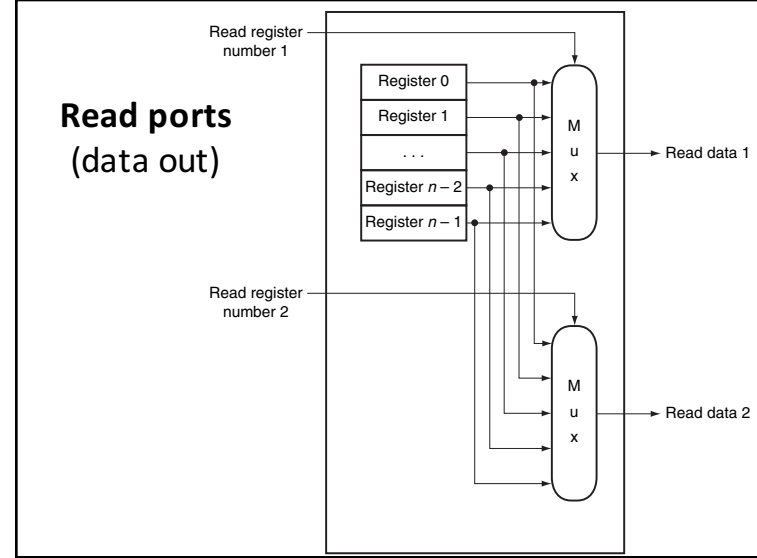 Read ports
(data out)
Read register
number 1
Register 0
Register 1
. . .
Register n – 2
Register n – 1
M
u
x
Read data 1
Read register
number 2
M
u
x
Read data 2